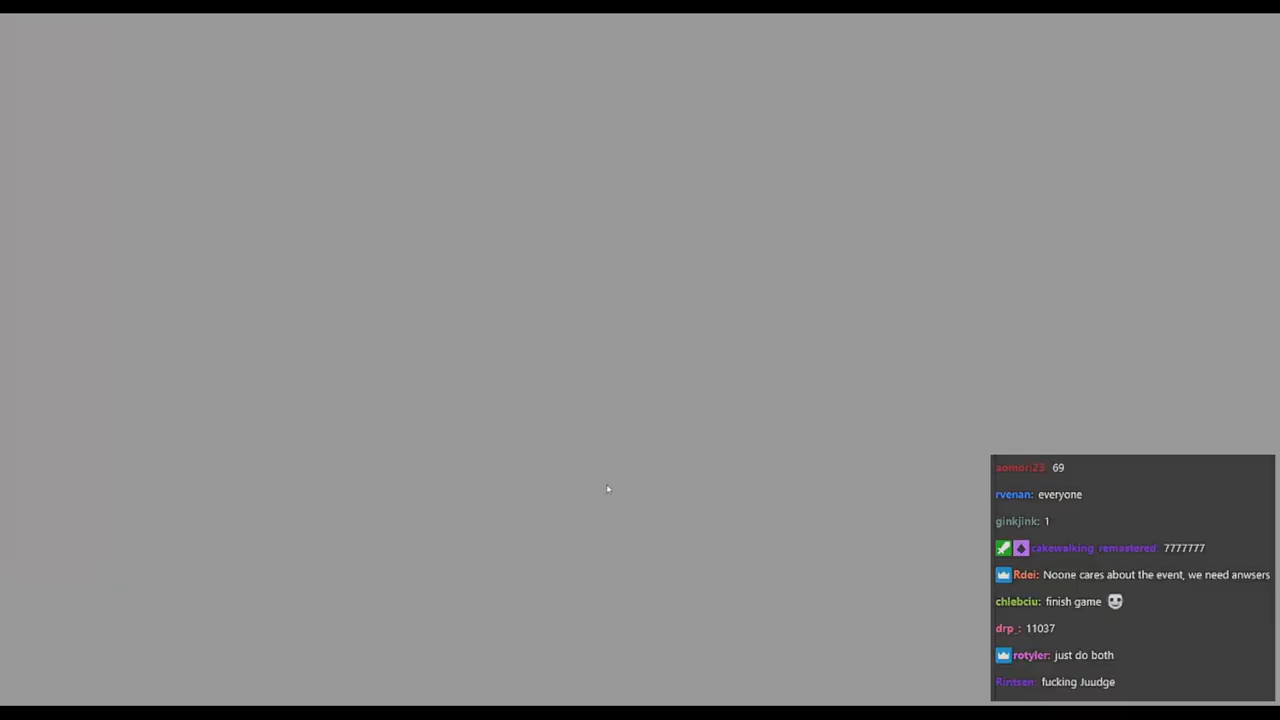 aomori23: 69
rvenan: everyone
ginkjink: 1
cakewalking_remastered: 7777777
Rdei: Noone cares about the event, we need anwsers
chlebciu: finish game
drp_: 11037
rotyler: just do both
Rintsen: fucking Juudge